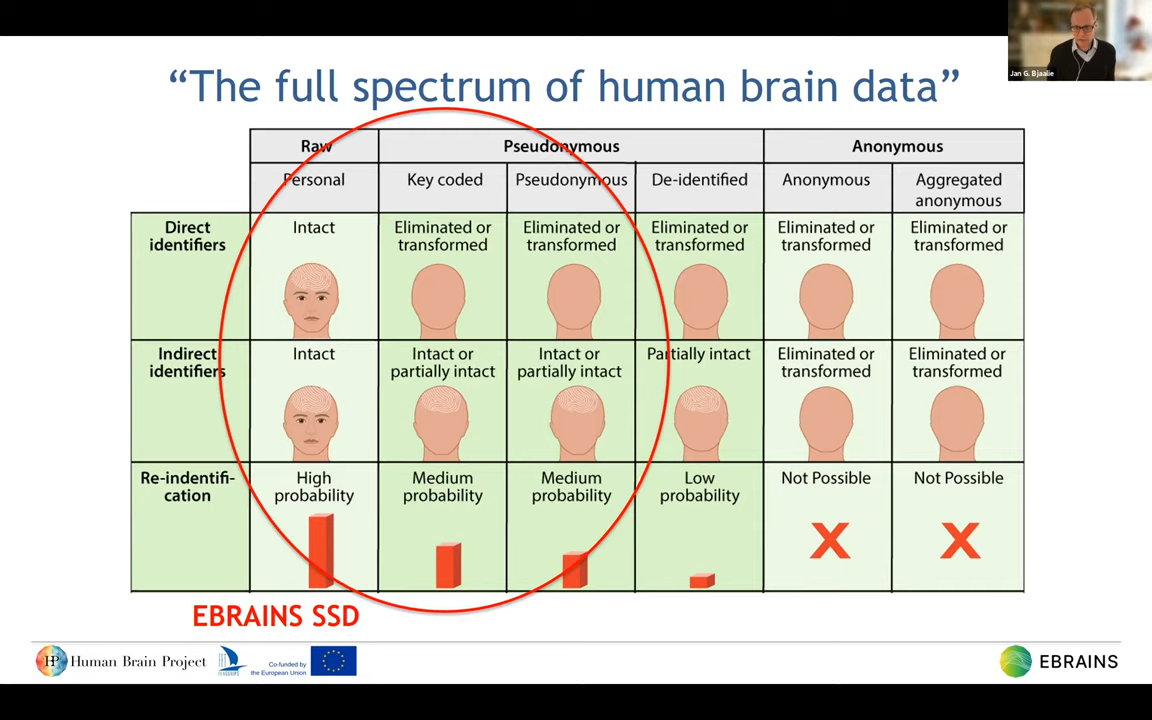 Jan G. Bjaalie
“The full spectrum of human brain data”
Raw
Pseudonymous
Anonymous
Personal
Key coded
Pseudonymous
De-identified
Anonymous
Aggregated
anonymous
Direct
identifiers
Intact
Eliminated or
transformed
Eliminated or
transformed
Eliminated or
transformed
Eliminated or
transformed
Eliminated or
transformed
Indirect
identifiers
Intact
Intact or
partially intact
Intact or
partially intact
Partially intact
Eliminated or
transformed
Eliminated or
transformed
Re-indentifi-
cation
High
probability
Medium
probability
Medium
probability
Low
probability
Not Possible
Not Possible
X
X
EBRAINS SSD
HP
Human Brain Project
Co-funded by
the European Union
EBRAINS